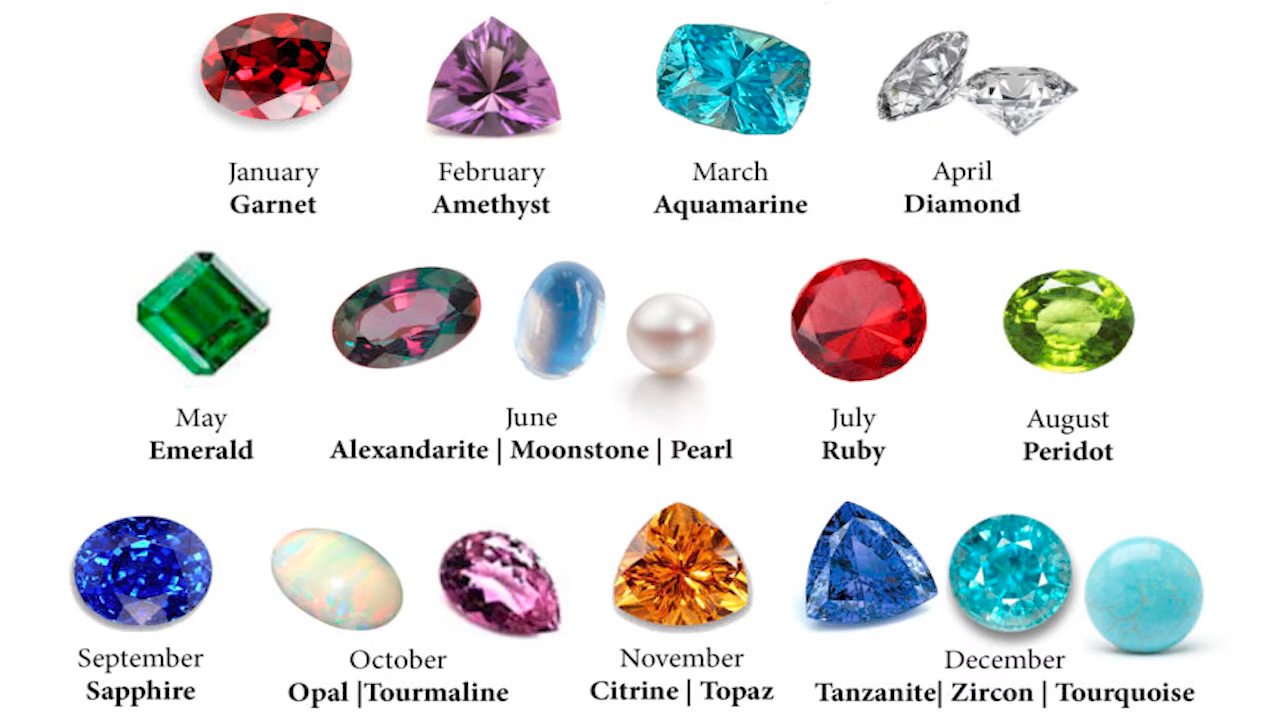 January
Garnet
February
Amethyst
March
Aquamarine
April
Diamond
May
Emerald
June
Alexandarite | Moonstone | Pearl
July
Ruby
August
Peridot
September
Sapphire
October
Opal |Tourmaline
November
Citrine | Topaz
December
Tanzanite| Zircon | Tourquoise